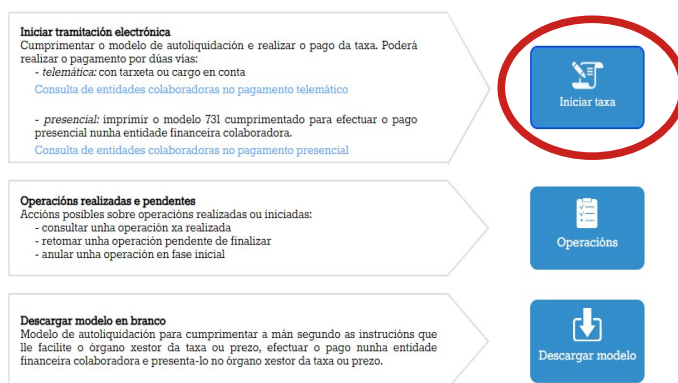 Iniciar tramitación electrónica
Cumprimentar o modelo de autoliquidación e realizar o pago da taxa. Poderá
realizar o pagamento por dúas vías:
- telemática: con tarxeta ou cargo en conta
Consulta de entidades colaboradoras no pagamento telemático
- presencial: imprimir o modelo 731 cumprimentado para efectuar o pago
presencial nunha entidade financeira colaboradora.
Consulta de entidades colaboradoras no pagamento presencial
Iniciar taxa
Operacións realizadas e pendentes
Accións posibles sobre operacións realizadas ou iniciadas:
- consultar unha operación xa realizada
- retomar unha operación pendente de finalizar
- anular unha operación en fase inicial
Operacións
Descargar modelo en branco
Modelo de autoliquidación para cumprimentar a mán segundo as instrucións que
lle facilite o órgano xestor da taxa ou prezo, efectuar o pago nunha entidade
financeira colaboradora e presenta-lo no órgano xestor da taxa ou prezo.
Descargar modelo